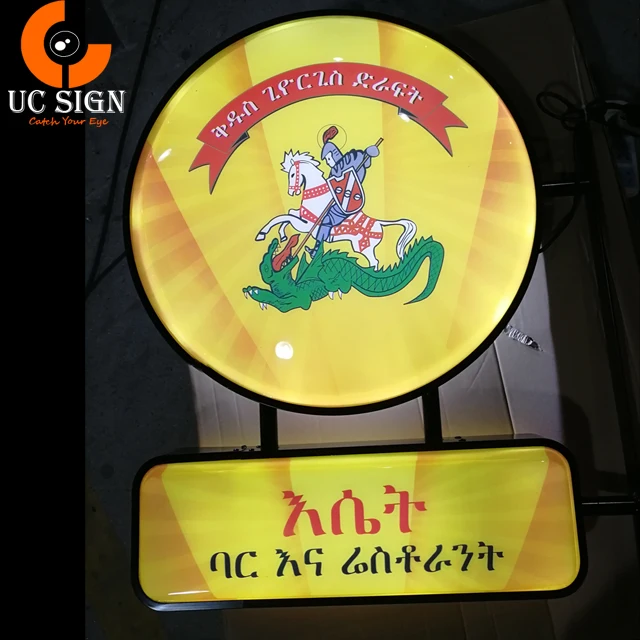 UC SIGN
Catch Your Eye
ቅዱስ ጊዮርጊስ ድራፍት
እሴት
ባር እና ሬስቶራንት